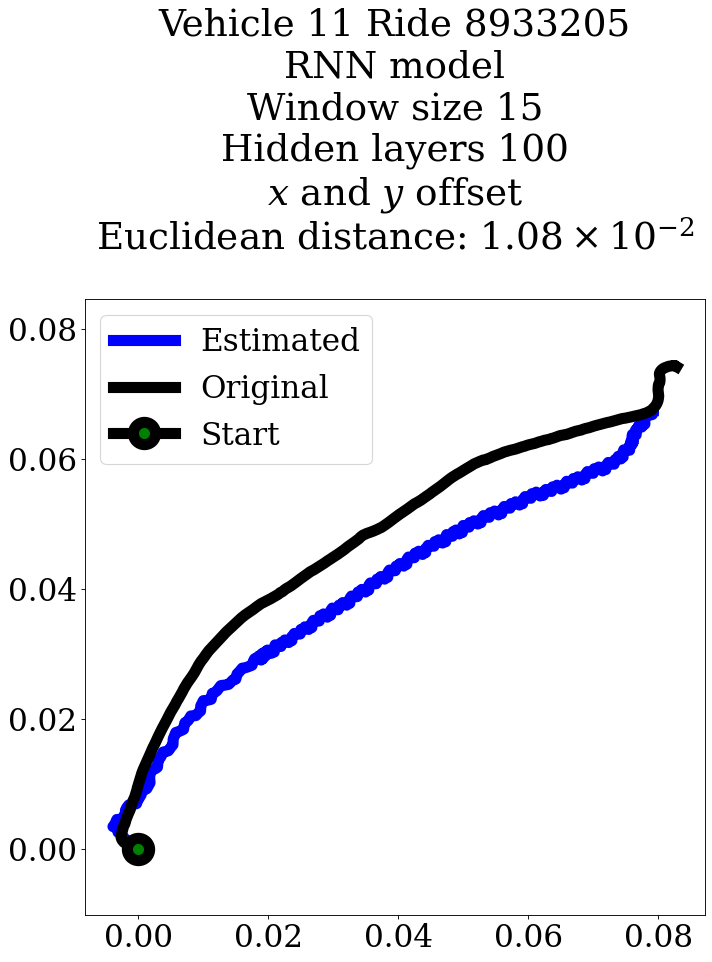 Vehicle 11 Ride 8933205
RNN model
Window size 15
Hidden layers 100
x and y offset
Euclidean distance: 1.08 × 10⁻²
Estimated
Original
Start
0.08
0.06
0.04
0.02
0.00
0.00 0.02 0.04 0.06 0.08